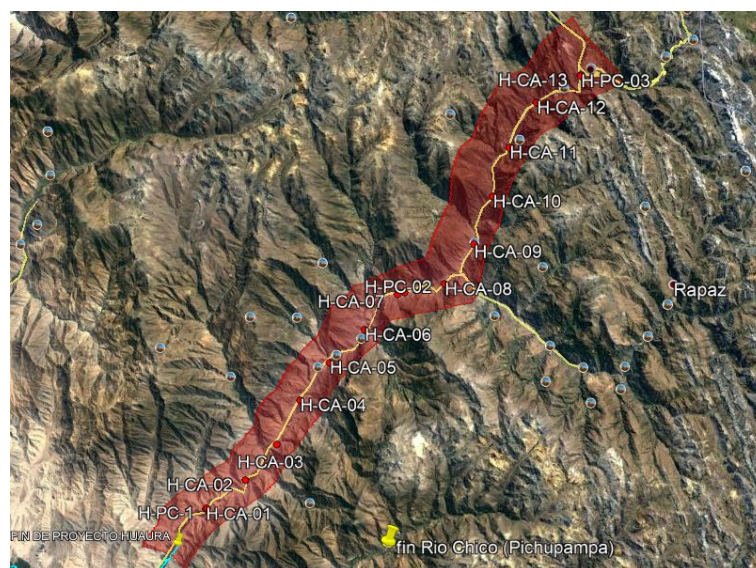 H-CA-13
H-PC-03
H-CA-12
H-CA-11
H-CA-10
H-CA-09
Rapaz
H-PC-02
H-CA-08
H-CA-07
H-CA-06
H-CA-05
H-CA-04
H-CA-03
H-CA-02
H-PC-1
H-CA-01
FIN DE PROYECTO HUAURA
fin Rio Chico (Pichupampa)